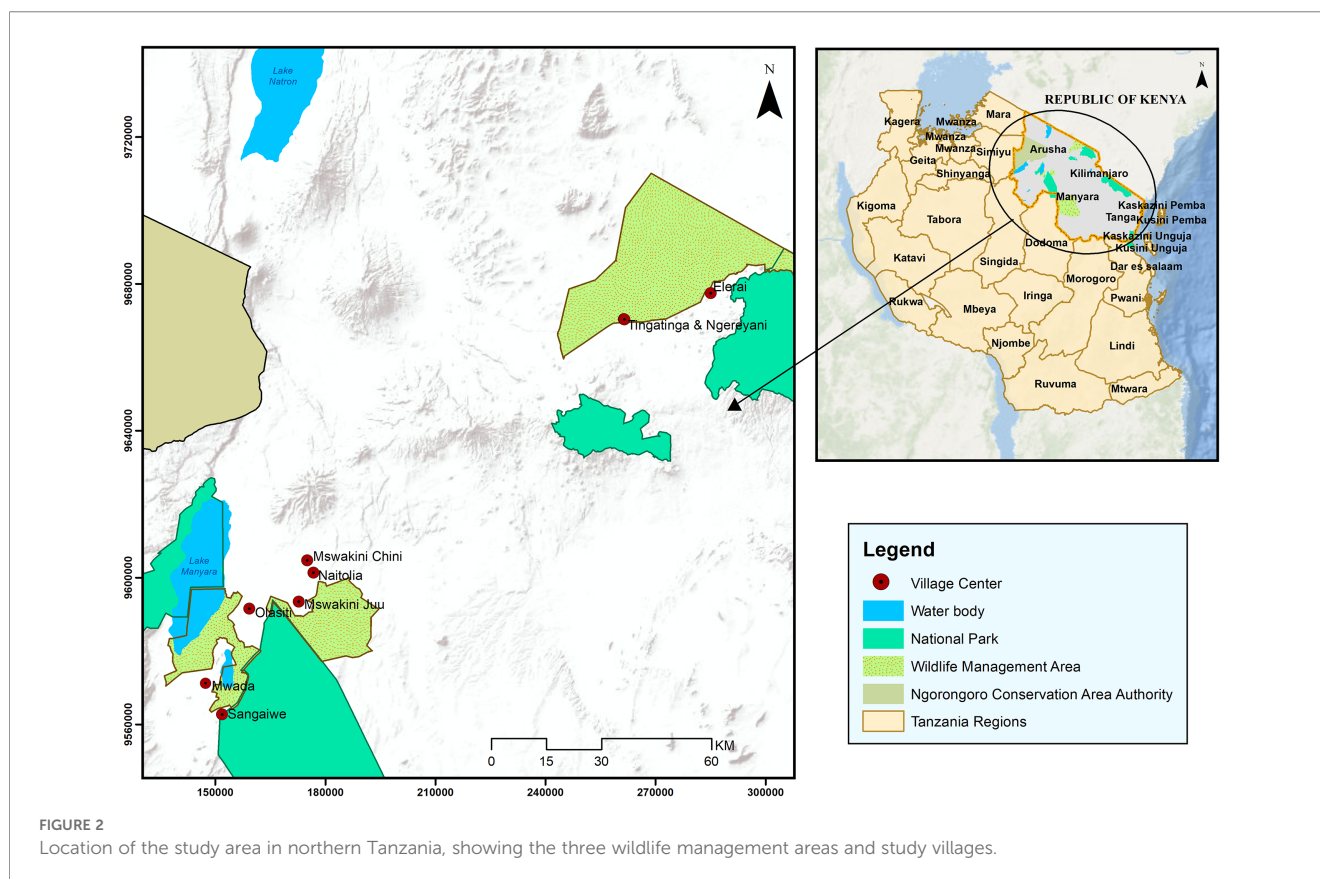 Lake
Natron
N
9720000
9680000
9640000
9600000
9560000
Elerai
Tingatinga & Ngereyani
Mswakini Chini
Naitolia
Mswakini Juu
Olasiti
Lake
Manyara
Mwada
Sangaiwe
KM
0 15 30 60
150000 180000 210000 240000 270000 300000
N
REPUBLIC OF KENYA
Mara
Kagera
Mwanza
Mwanza
Mwanza
Simiyu
Geita
Shinyanga
Arusha
Kilimanjaro
Manyara
Kigoma
Tabora
Kaskazini Pemba
Tanga
Kusini Pemba
Kaskazini Unguja
Kusini Unguja
Dodoma
Katavi
Singida
Dar es salaam
Morogoro
Rukwa
Mbeya
Iringa
Pwani
Njombe
Lindi
Ruvuma
Mtwara
Legend
Village Center
Water body
National Park
Wildlife Management Area
Ngorongoro Conservation Area Authority
Tanzania Regions
FIGURE 2
Location of the study area in northern Tanzania, showing the three wildlife management areas and study villages.